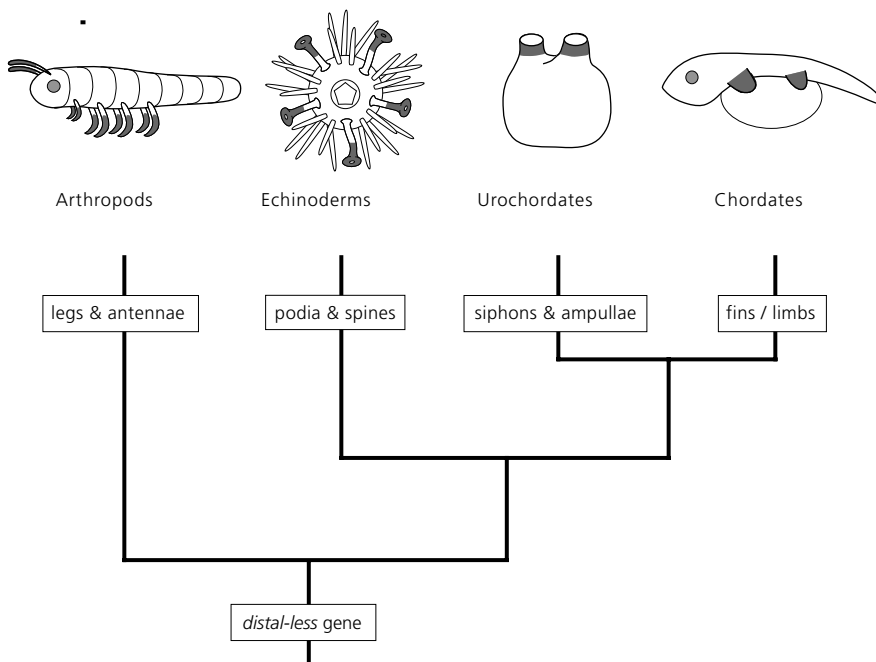 Arthropods
Echinoderms
Urochordates
Chordates
legs & antennae
podia & spines
siphons & ampullae
fins / limbs
distal-less gene